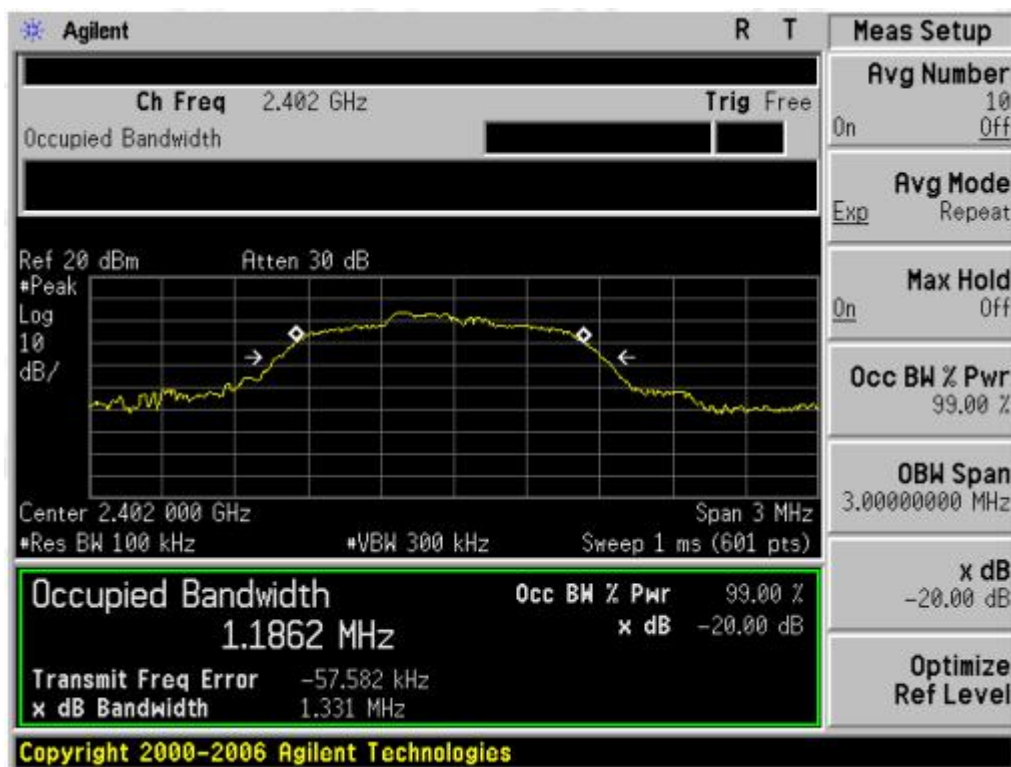 Agilent
R T
Ch Freq 2.402 GHz
Trig Free
Occupied Bandwidth
Ref 20 dBm
Atten 30 dB
#Peak
Log
10
dB/
Center 2.402 000 GHz
Span 3 MHz
#Res BW 100 kHz
#VBW 300 kHz
Sweep 1 ms (601 pts)
Occupied Bandwidth
1.1862 MHz
Occ BW % Pwr 99.00 %
x dB -20.00 dB
Transmit Freq Error -57.582 kHz
x dB Bandwidth 1.331 MHz
Copyright 2000-2006 Agilent Technologies
Meas Setup
Avg Number
10
On Off
Avg Mode
Exp Repeat
Max Hold
On Off
Occ BW % Pwr
99.00 %
OBW Span
3.00000000 MHz
x dB
-20.00 dB
Optimize
Ref Level